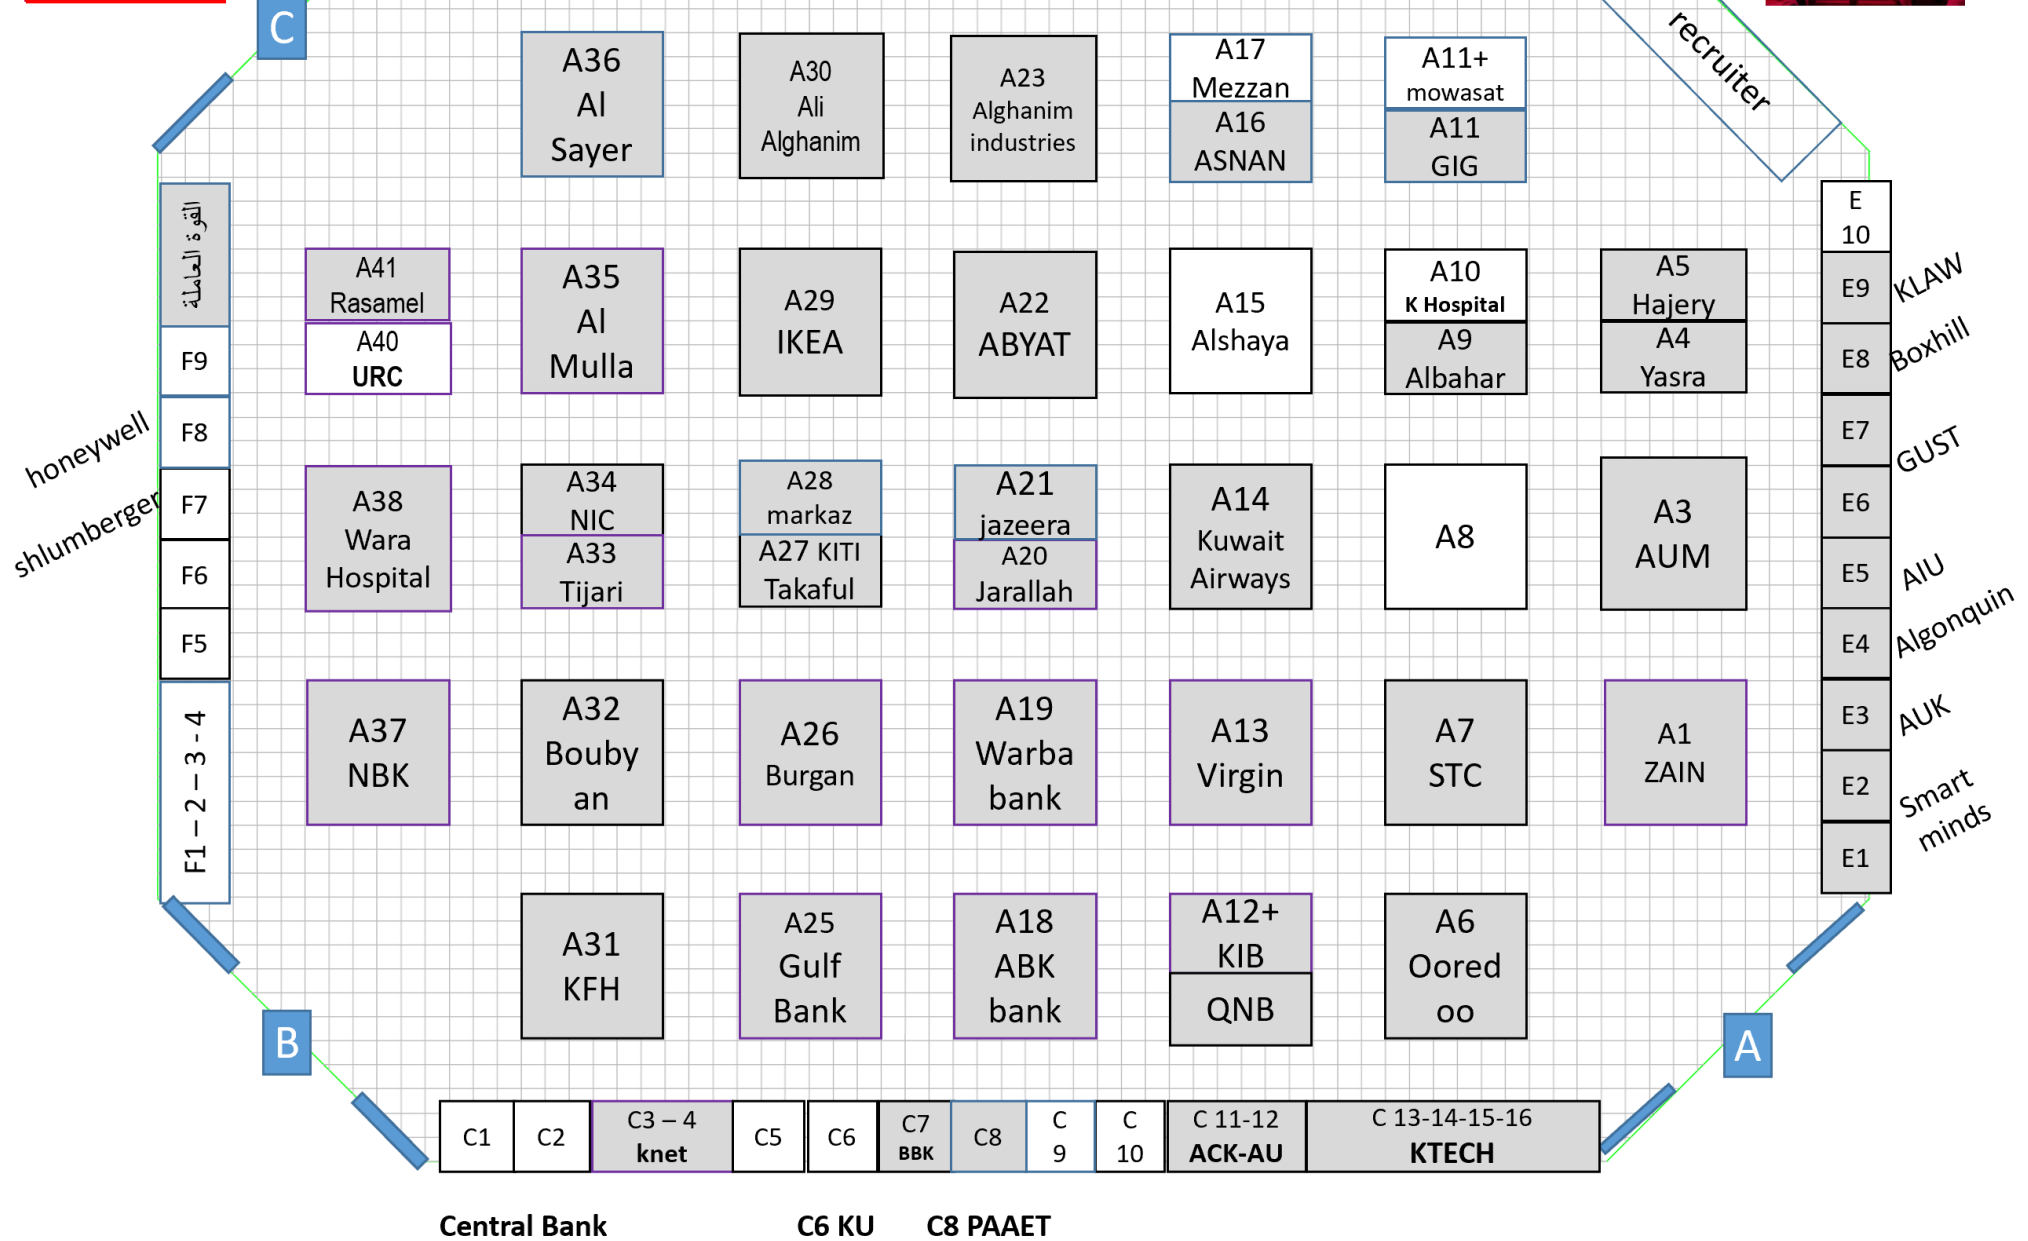 C
recruiter
A36
Al
Sayer
A30
Ali
Alghanim
A23
Alghanim
industries
A17
Mezzan
A16
ASNAN
A11+
mowasat
A11
GIG
القوة العاملة
F9
F8
F7
F6
F5
F1 – 2 – 3 - 4
honeywell
shlumberger
A41
Rasamel
A40
URC
A35
Al
Mulla
A29
IKEA
A22
ABYAT
A15
Alshaya
A10
K Hospital
A9
Albahar
A5
Hajery
A4
Yasra
A38
Wara
Hospital
A34
NIC
A33
Tijari
A28
markaz
A27 KITI
Takaful
A21
jazeera
A20
Jarallah
A14
Kuwait
Airways
A8
A3
AUM
A37
NBK
A32
Bouby
an
A26
Burgan
A19
Warba
bank
A13
Virgin
A7
STC
A1
ZAIN
A31
KFH
A25
Gulf
Bank
A18
ABK
bank
A12+
KIB
QNB
A6
Oored
oo
E
10
E9
E8
E7
E6
E5
E4
E3
E2
E1
KLAW
Boxhill
GUST
AIU
Algonquin
AUK
Smart
minds
B
A
C1
C2
C3 – 4
knet
C5
C6
C7
BBK
C8
C
9
C
10
C 11-12
ACK-AU
C 13-14-15-16
KTECH
Central Bank
C6 KU
C8 PAAET